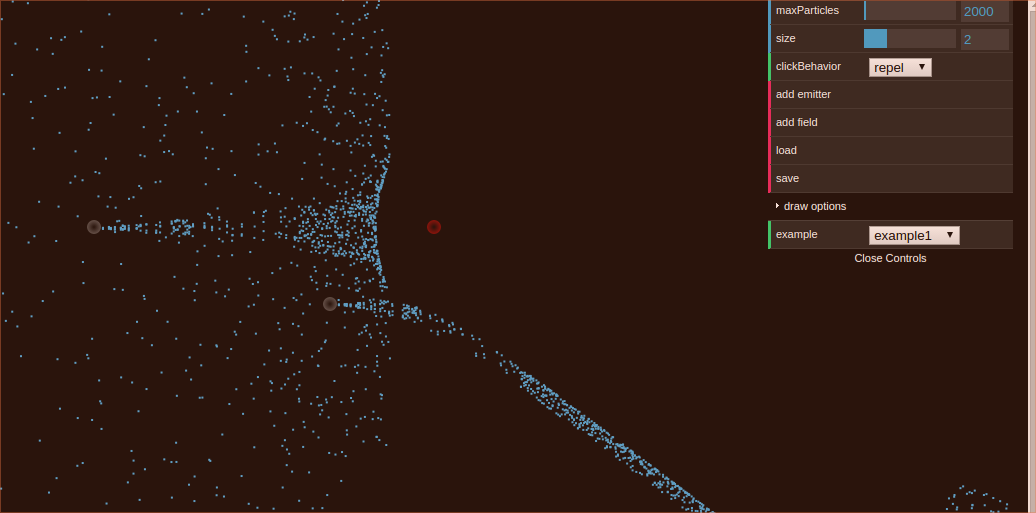 maxParticles 2000
size 2
clickBehavior repel
add emitter
add field
load
save
draw options
example example1
Close Controls